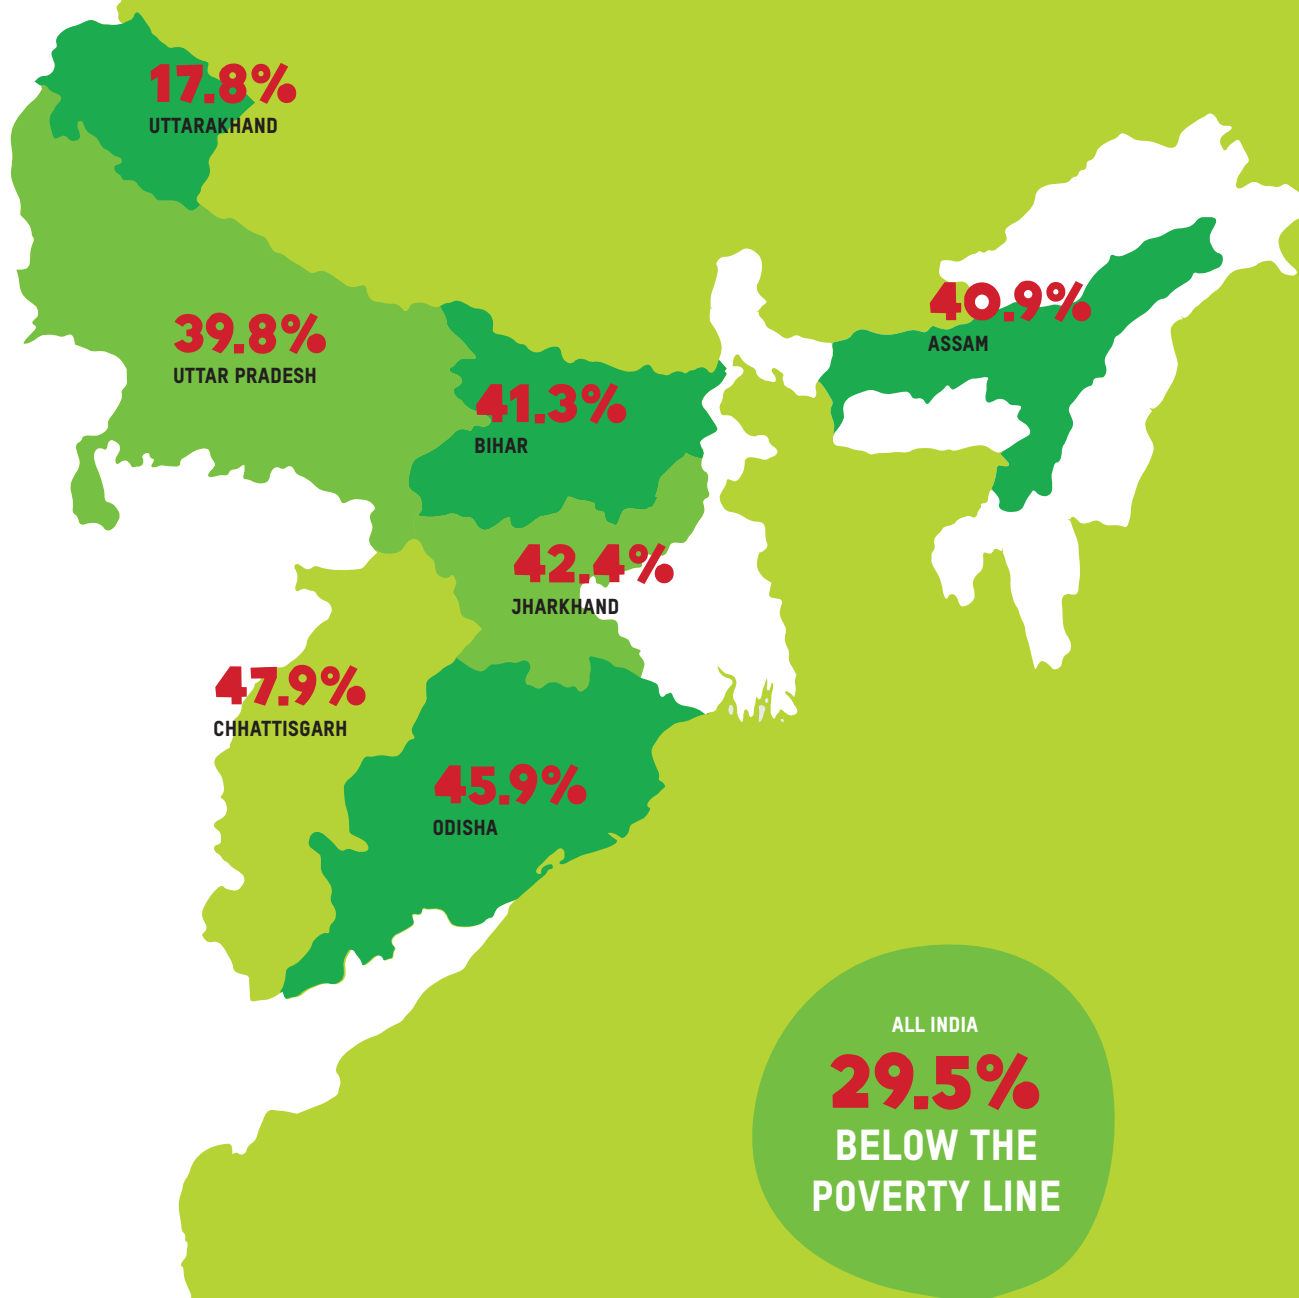 17.8%
UTTARAKHAND
39.8%
UTTAR PRADESH
40.9%
ASSAM
41.3%
BIHAR
42.4%
JHARKHAND
47.9%
CHHATTISGARH
45.9%
ODISHA
ALL INDIA
29.5%
BELOW THE
POVERTY LINE